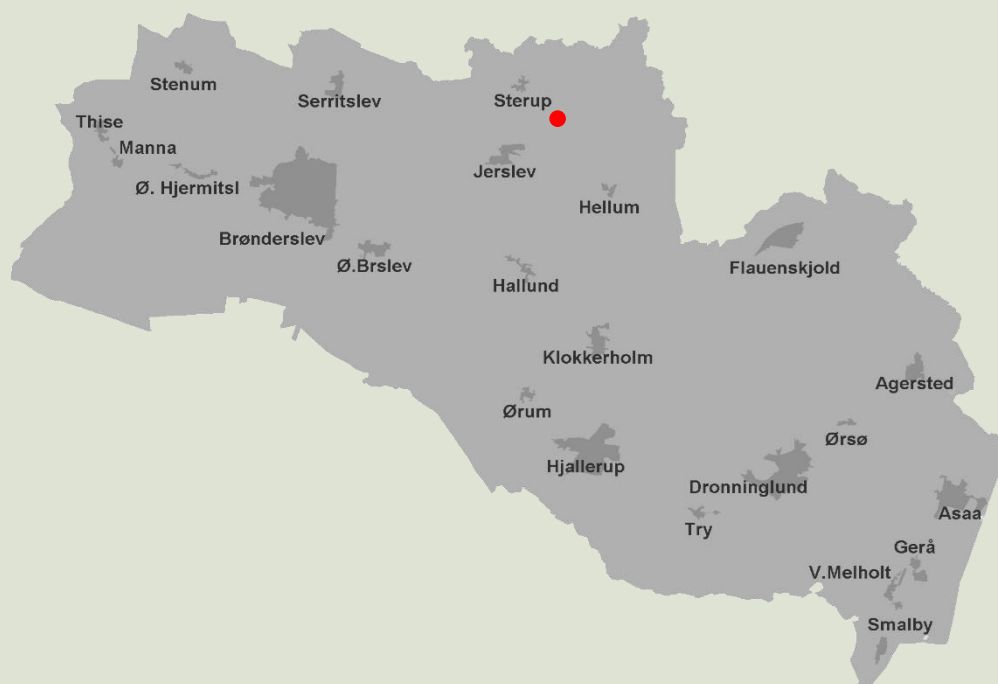 Stenum
Serritslev
Sterup
Thise
Manna
Jerslev
Ø. Hjermitsl
Hellum
Brønderslev
Ø.Brslev
Flauenskjold
Hallund
Klokkerholm
Agersted
Ørum
Ørsø
Hjallerup
Dronninglund
Asaa
Try
Gerå
V.Melholt
Smalby